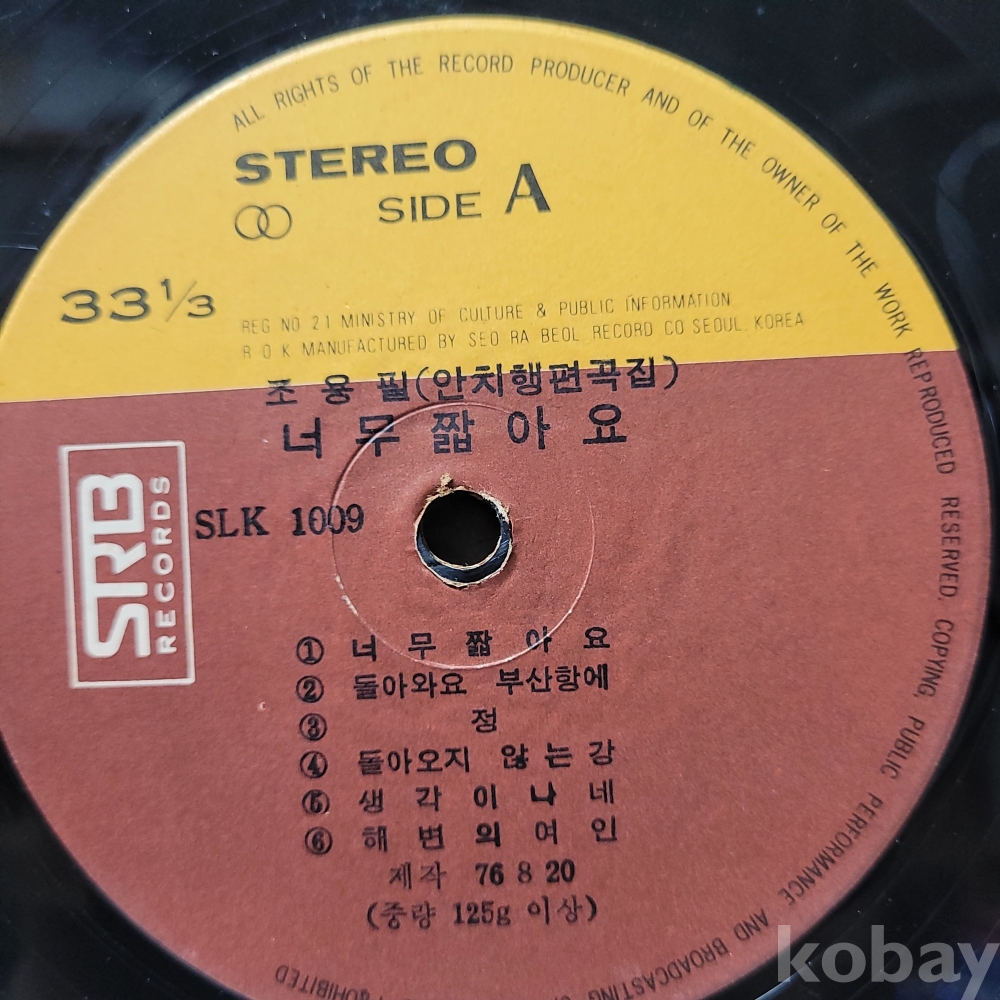 ALL RIGHTS OF THE RECORD PRODUCER AND OF THE OWNER OF THE WORK REPRODUCED RESERVED. COPYING, PUBLIC PERFORMANCE AND BROADCASTING
PROHIBITED
STEREO
SIDE A
33 1/3
REG NO 21 MINISTRY OF CULTURE & PUBLIC INFORMATION
R O K MANUFACTURED BY SEO RA BEOL RECORD CO SEOUL. KOREA
조용필(안치행편곡집)
너무짧아요
STRB
RECORDS
SLK 1009
① 너무짧아요
② 돌아와요 부산항에
③ 정
④ 돌아오지 않는강
⑤ 생각이나네
⑥ 해변의여인
제작 76 8 20
(중량 125g 이상)
kobay